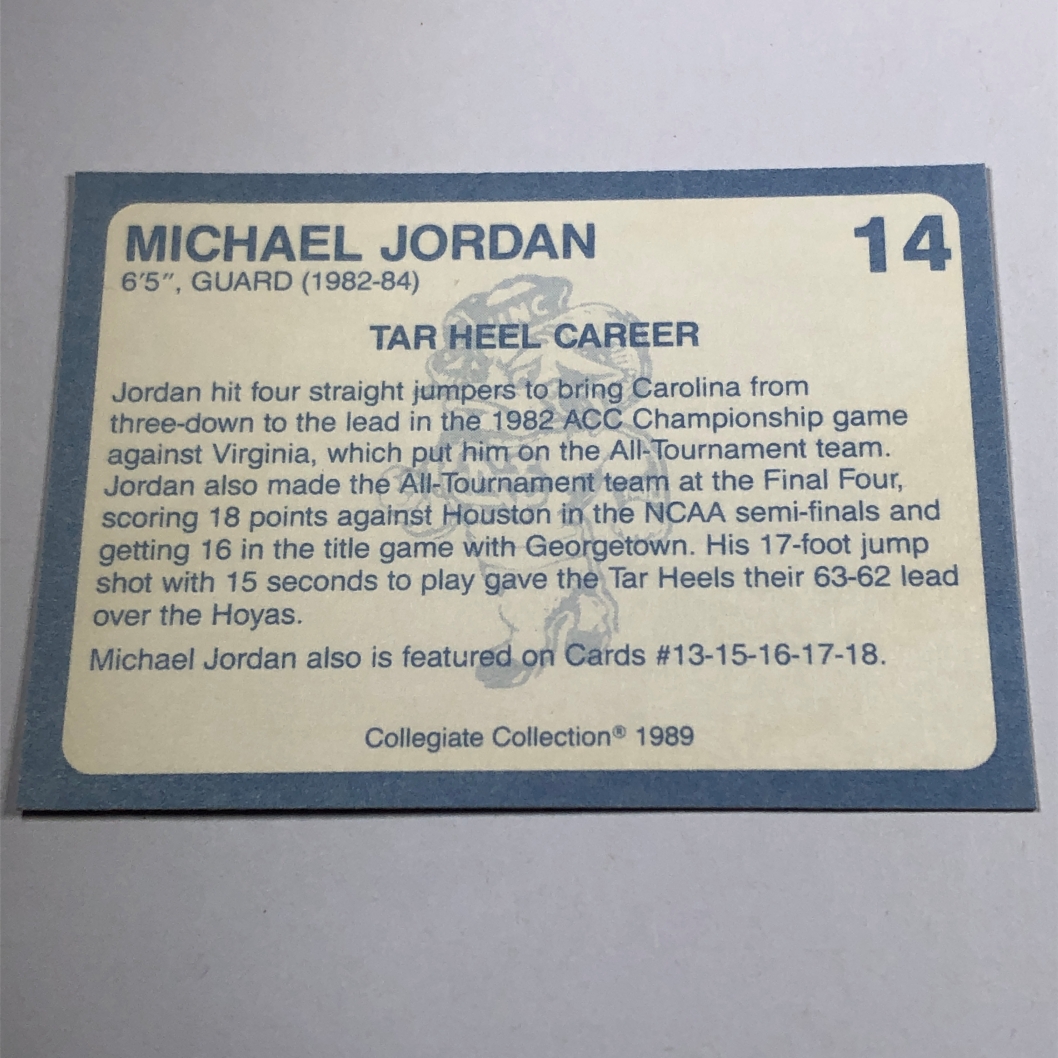 MICHAEL JORDAN
14
6'5", GUARD (1982-84)
UNC
TAR HEEL CAREER
Jordan hit four straight jumpers to bring Carolina from
three-down to the lead in the 1982 ACC Championship game
against Virginia, which put him on the All-Tournament team.
Jordan also made the All-Tournament team at the Final Four,
scoring 18 points against Houston in the NCAA semi-finals and
getting 16 in the title game with Georgetown. His 17-foot jump
shot with 15 seconds to play gave the Tar Heels their 63-62 lead
over the Hoyas.
Michael Jordan also is featured on Cards #13-15-16-17-18.
Collegiate Collection® 1989